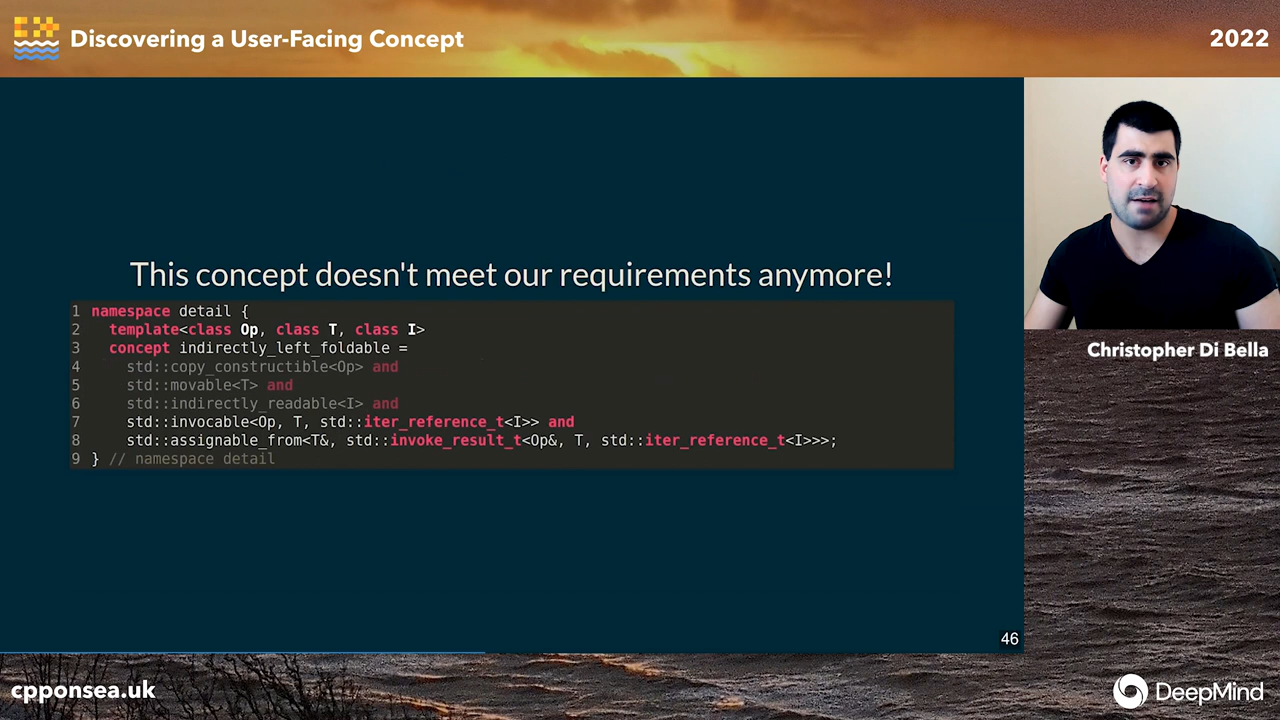 Discovering a User-Facing Concept
2022
This concept doesn't meet our requirements anymore!
1 namespace detail {
2   template<class Op, class T, class I>
3   concept indirectly_left_foldable =
4     std::copy_constructible<Op> and
5     std::movable<T> and
6     std::indirectly_readable<I> and
7     std::invocable<Op, T, std::iter_reference_t<I>> and
8     std::assignable_from<T&, std::invoke_result_t<Op&, T, std::iter_reference_t<I>>>;
9 } // namespace detail
46
Christopher Di Bella
cpponsea.uk
DeepMind